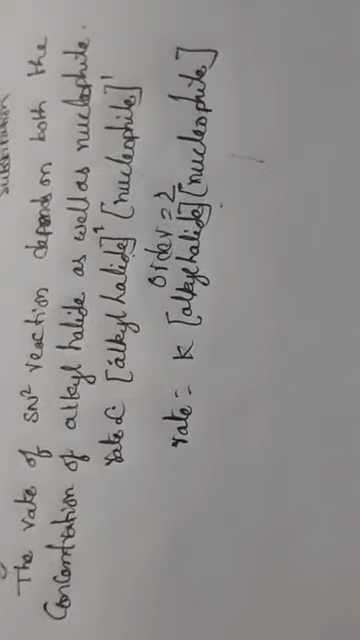 substitution
The rate of SN² reaction depends on both the
Concentration of alkyl halide as well as nucleophile.
rate ∝ [alkyl halide]¹ [nucleophile]¹
order = 2
rate = k [alkyl halide][nucleophile]